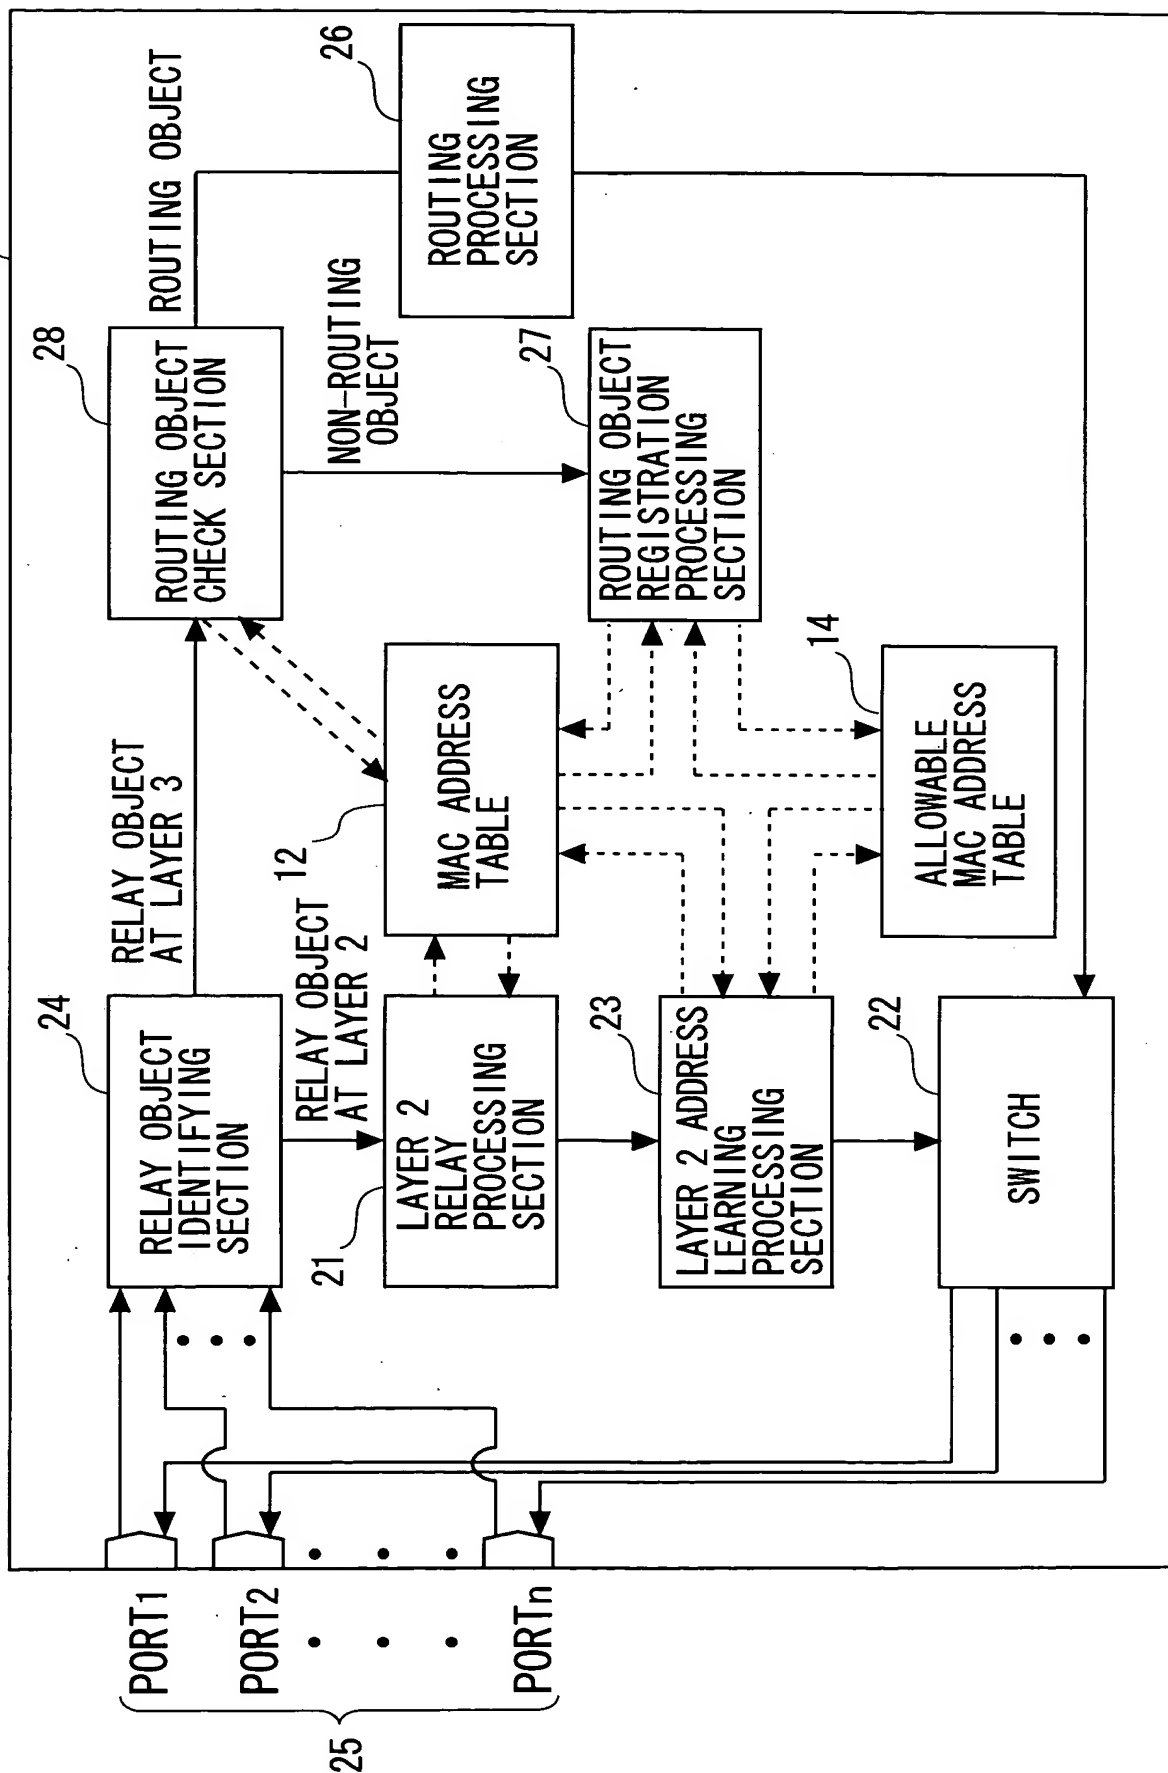 PORT1
PORT2
PORTn
25
24
RELAY OBJECT
IDENTIFYING
SECTION
RELAY OBJECT
AT LAYER 3
28
ROUTING OBJECT
CHECK SECTION
ROUTING OBJECT
26
ROUTING
PROCESSING
SECTION
NON-ROUTING
OBJECT
RELAY OBJECT
AT LAYER 2
21
LAYER 2
RELAY
PROCESSING
SECTION
12
MAC ADDRESS
TABLE
27
ROUTING OBJECT
REGISTRATION
PROCESSING
SECTION
23
LAYER 2 ADDRESS
LEARNING
PROCESSING
SECTION
14
ALLOWABLE
MAC ADDRESS
TABLE
22
SWITCH